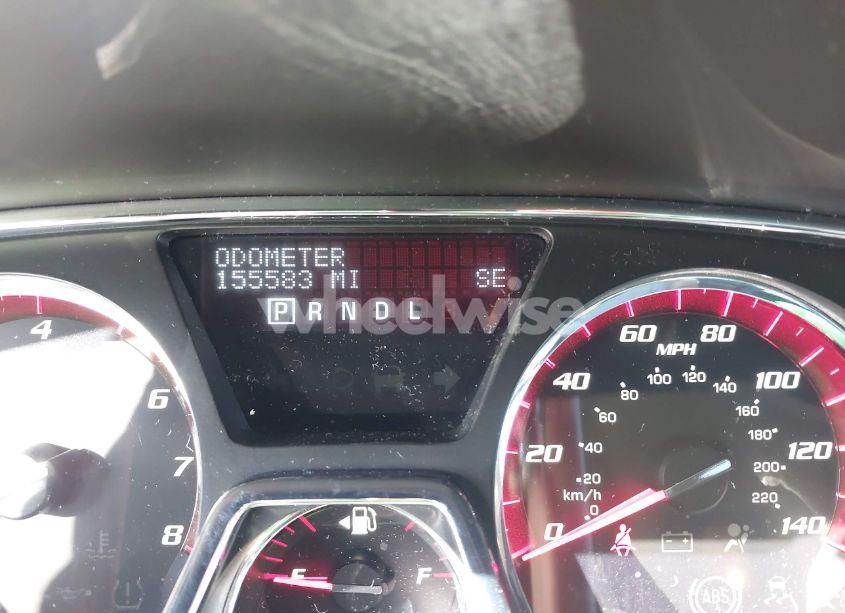 ODOMETER
155583 MI SE
P R N D L
wheelwise
4
6
7
8
60 80
MPH
40 100
20 120
0 140
100 120
80 140
60 160
40 180
20 200
km/h 220
0
E F
ABS